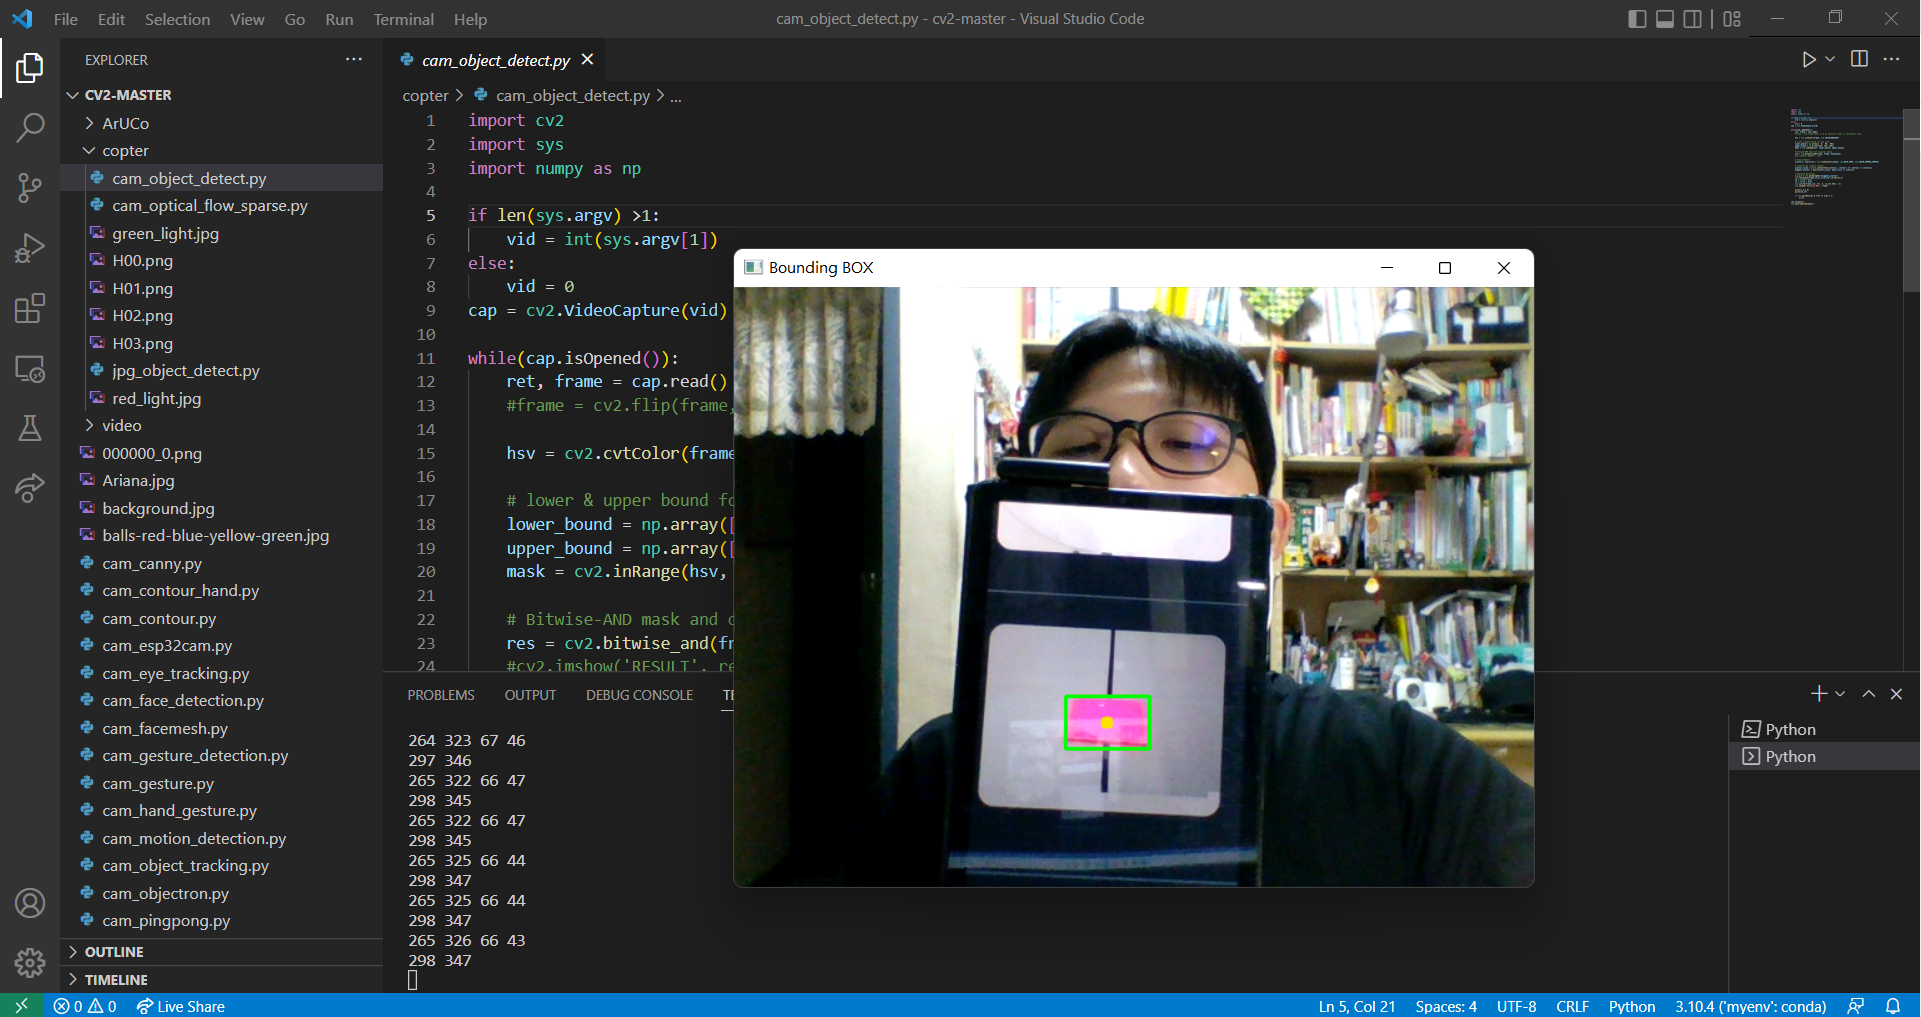 File Edit Selection View Go Run Terminal Help
cam_object_detect.py - cv2-master - Visual Studio Code
EXPLORER
CV2-MASTER
ArUCo
copter
cam_object_detect.py
cam_optical_flow_sparse.py
green_light.jpg
H00.png
H01.png
H02.png
H03.png
jpg_object_detect.py
red_light.jpg
video
000000_0.png
Ariana.jpg
background.jpg
balls-red-blue-yellow-green.jpg
cam_canny.py
cam_contour_hand.py
cam_contour.py
cam_esp32cam.py
cam_eye_tracking.py
cam_face_detection.py
cam_facemesh.py
cam_gesture_detection.py
cam_gesture.py
cam_hand_gesture.py
cam_motion_detection.py
cam_object_tracking.py
cam_objectron.py
cam_pingpong.py
OUTLINE
TIMELINE
cam_object_detect.py
copter > cam_object_detect.py > ...
1 import cv2
2 import sys
3 import numpy as np
4
5 if len(sys.argv) >1:
6 vid = int(sys.argv[1])
7 else:
8 vid = 0
9 cap = cv2.VideoCapture(vid)
10
11 while(cap.isOpened()):
12 ret, frame = cap.read()
13 #frame = cv2.flip(frame,
14
15 hsv = cv2.cvtColor(frame
16
17 # lower & upper bound fo
18 lower_bound = np.array([
19 upper_bound = np.array([
20 mask = cv2.inRange(hsv,
21
22 # Bitwise-AND mask and o
23 res = cv2.bitwise_and(fr
24 #cv2.imshow('RESULT', re
Bounding BOX
PROBLEMS OUTPUT DEBUG CONSOLE TE
264 323 67 46
297 346
265 322 66 47
298 345
265 322 66 47
298 345
265 325 66 44
298 347
265 325 66 44
298 347
265 326 66 43
298 347
Python
Python
0 0 Live Share
Ln 5, Col 21 Spaces: 4 UTF-8 CRLF Python 3.10.4 ('myenv': conda)